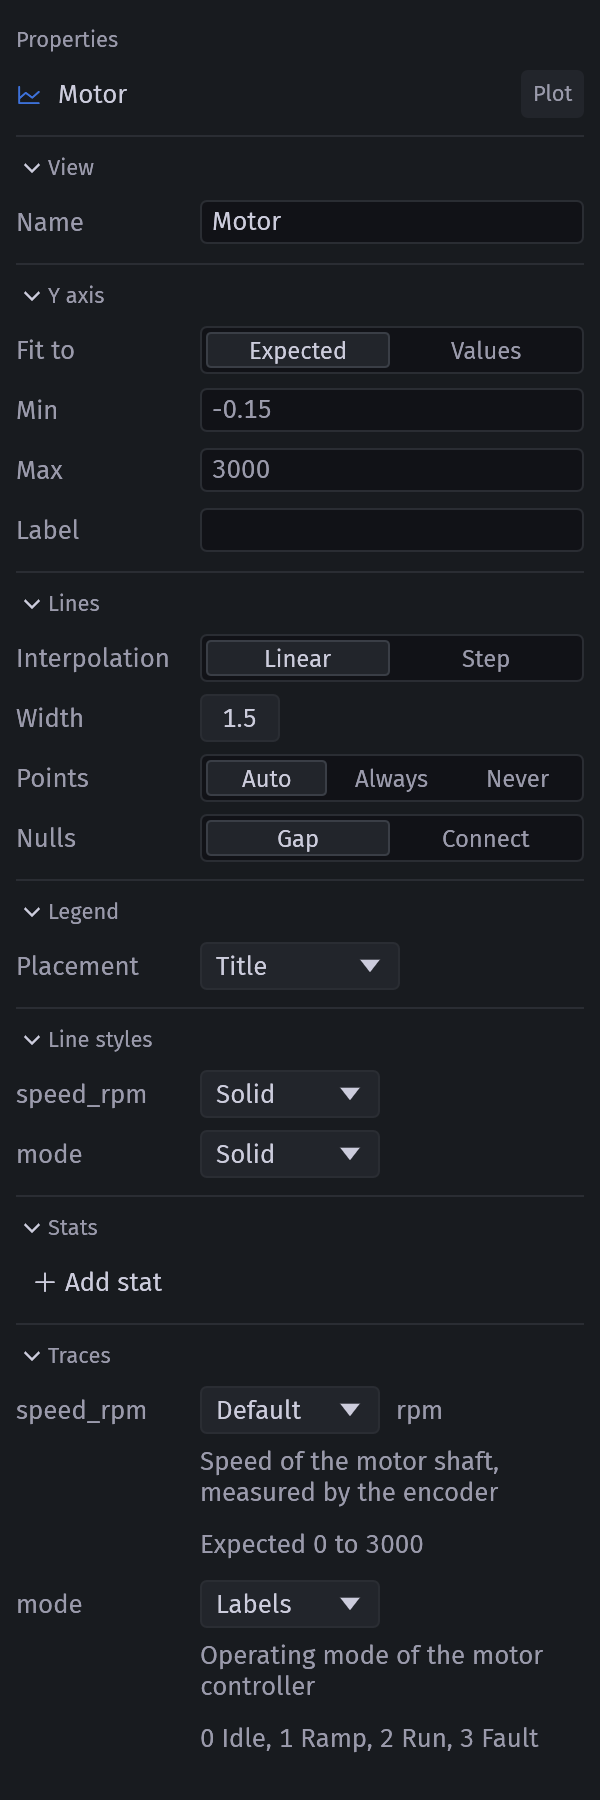 Properties
Motor Plot
View
Name Motor
Y axis
Fit to Expected Values
Min -0.15
Max 3000
Label
Lines
Interpolation Linear Step
Width 1.5
Points Auto Always Never
Nulls Gap Connect
Legend
Placement Title
Line styles
speed_rpm Solid
mode Solid
Stats
Add stat
Traces
speed_rpm Default rpm
Speed of the motor shaft,
measured by the encoder
Expected 0 to 3000
mode Labels
Operating mode of the motor
controller
0 Idle, 1 Ramp, 2 Run, 3 Fault